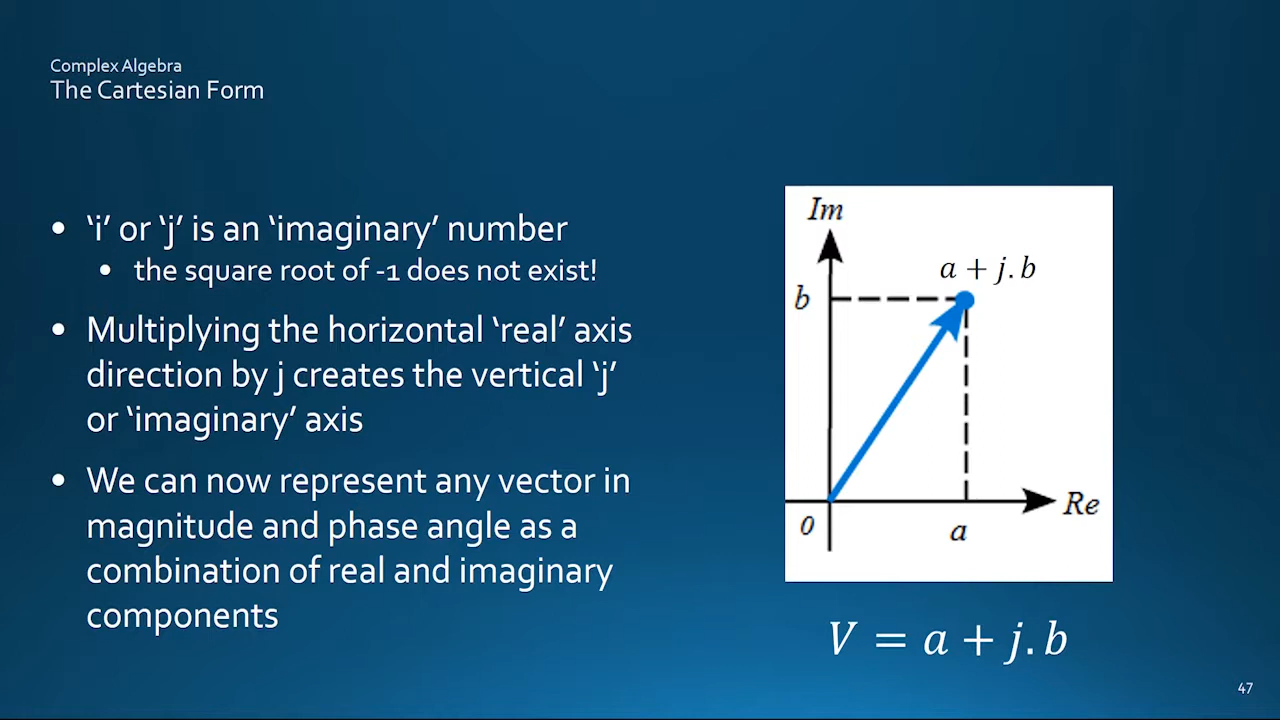 Complex Algebra
The Cartesian Form
• ‘i’ or ‘j’ is an ‘imaginary’ number
• the square root of -1 does not exist!
• Multiplying the horizontal ‘real’ axis
direction by j creates the vertical ‘j’
or ‘imaginary’ axis
• We can now represent any vector in
magnitude and phase angle as a
combination of real and imaginary
components
Im
a + j. b
b
0
a
Re
V = a + j. b
47